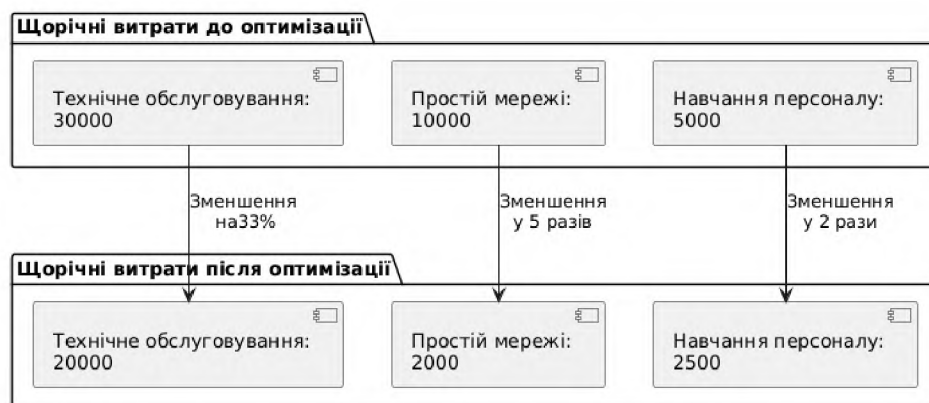 Щорічні витрати до оптимізації
Технічне обслуговування:
30000
Простій мережі:
10000
Навчання персоналу:
5000
Зменшення
на33%
Зменшення
у 5 разів
Зменшення
у 2 рази
Щорічні витрати після оптимізації
Технічне обслуговування:
20000
Простій мережі:
2000
Навчання персоналу:
2500